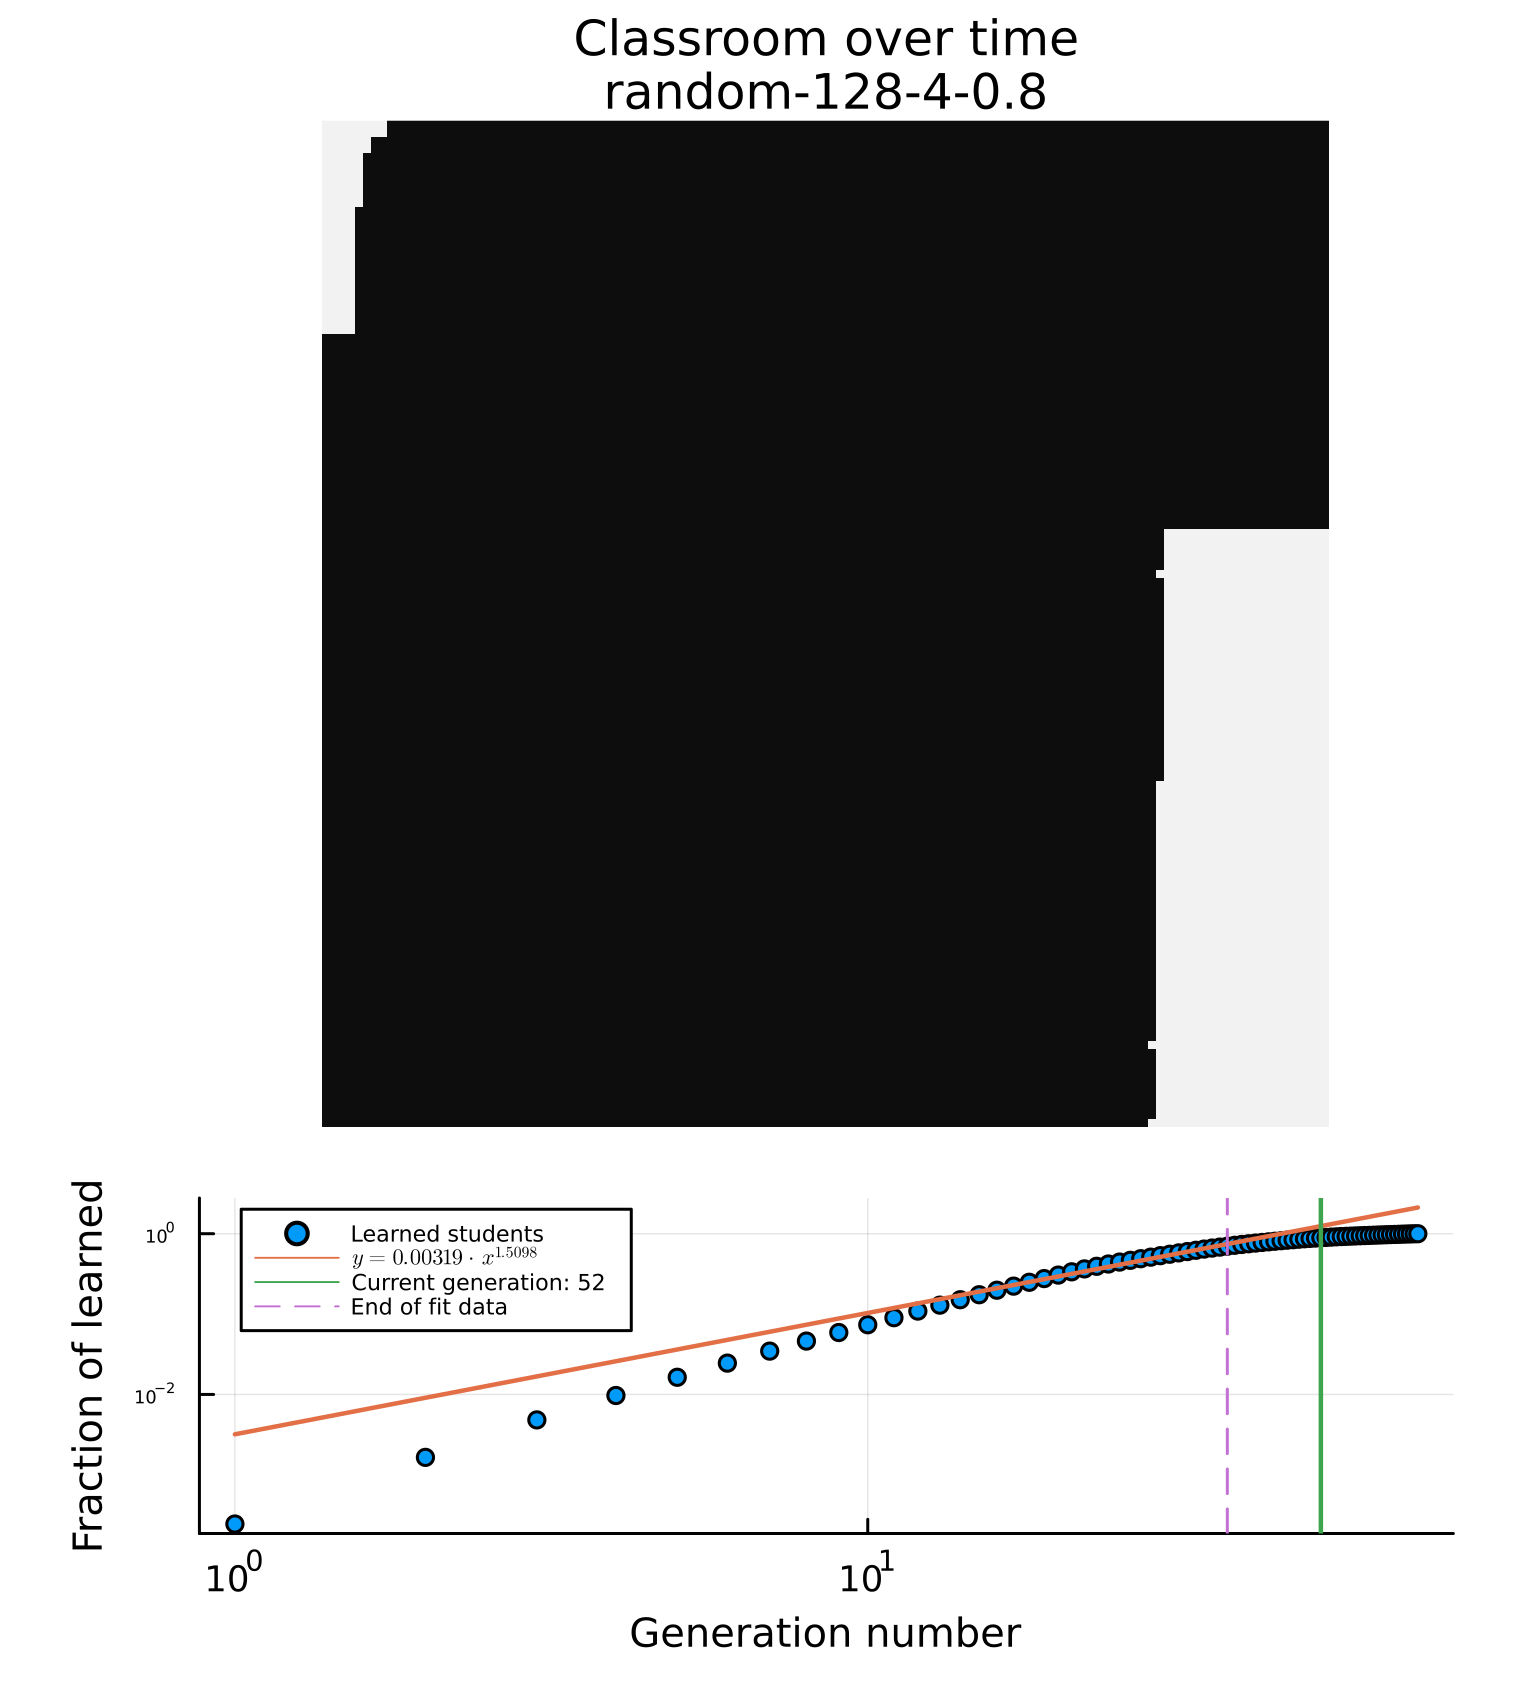 Classroom over time
random-128-4-0.8
Fraction of learned
10^0
10^-2
Learned students
y = 0.00319 · x^1.5098
Current generation: 52
End of fit data
10^0
10^1
Generation number